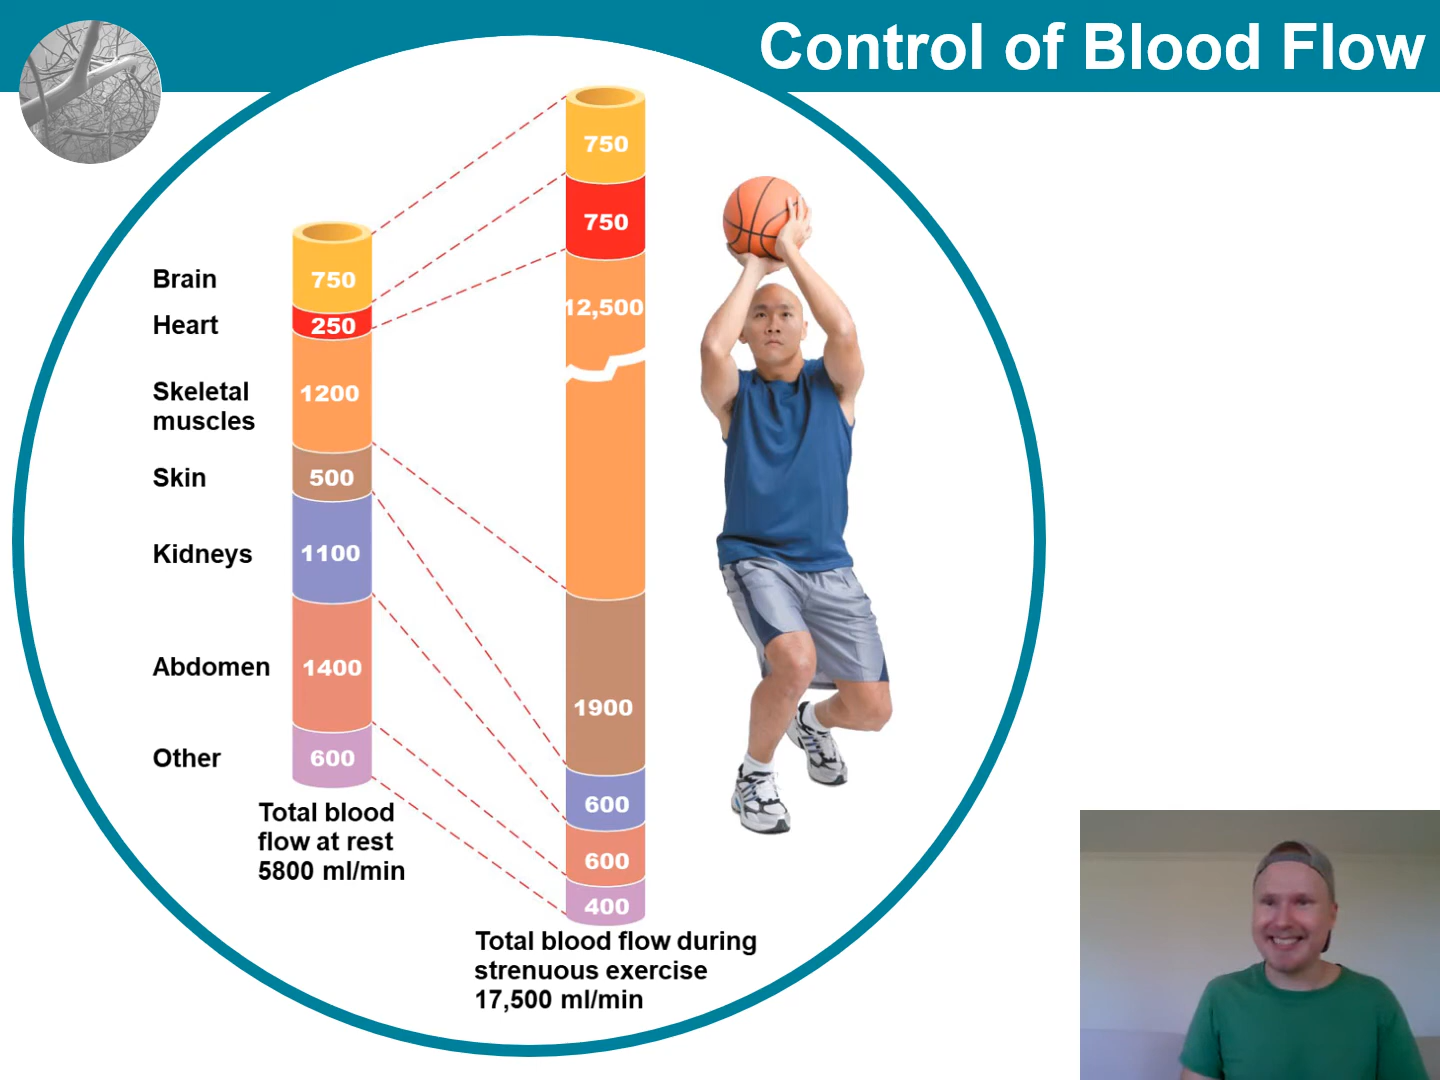 Control of Blood Flow
Brain
Heart
Skeletal
muscles
Skin
Kidneys
Abdomen
Other
750
250
1200
500
1100
1400
600
Total blood
flow at rest
5800 ml/min
750
750
12,500
1900
600
600
400
Total blood flow during
strenuous exercise
17,500 ml/min